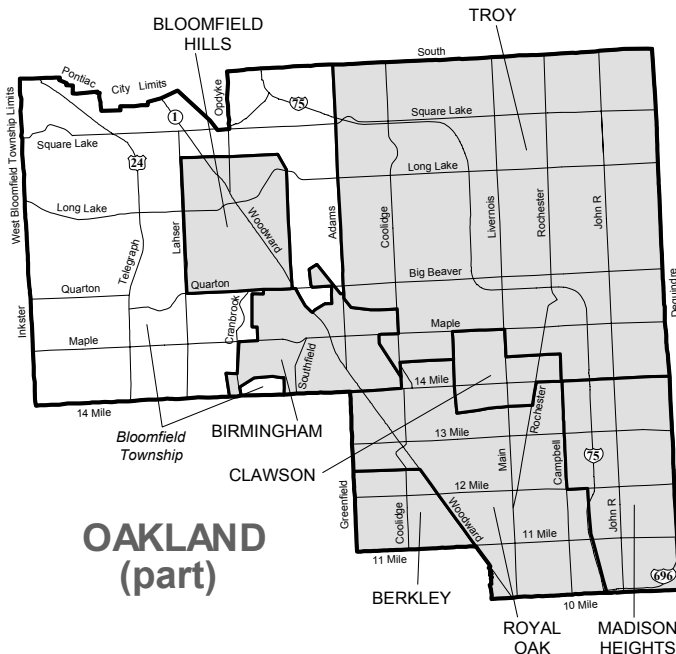 BLOOMFIELD
HILLS
TROY
South
Pontiac
City Limits
Opdyke
75
1
Square Lake
Square Lake
West Bloomfield Township Limits
24
Long Lake
Long Lake
Lahser
Woodward
Adams
Coolidge
Livernois
Rochester
John R
Telegraph
Quarton
Quarton
Big Beaver
Dequindre
Inkster
Cranbrook
Maple
Maple
Southfield
14 Mile
14 Mile
Bloomfield
Township
BIRMINGHAM
CLAWSON
Rochester
13 Mile
Main
Campbell
75
Greenfield
Coolidge
12 Mile
Woodward
John R
11 Mile
11 Mile
OAKLAND
(part)
696
BERKLEY
10 Mile
ROYAL
OAK
MADISON
HEIGHTS